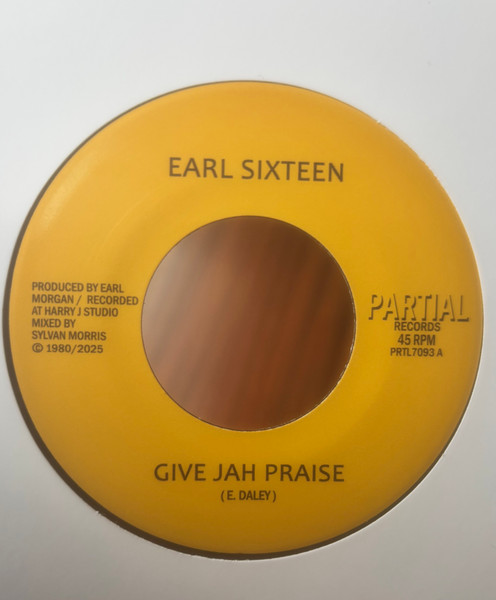 EARL SIXTEEN
PRODUCED BY EARL
MORGAN / RECORDED
AT HARRY J STUDIO
MIXED BY
SYLVAN MORRIS
© 1980/2025
PARTIAL
RECORDS
45 RPM
PRTL7093 A
GIVE JAH PRAISE
( E. DALEY )